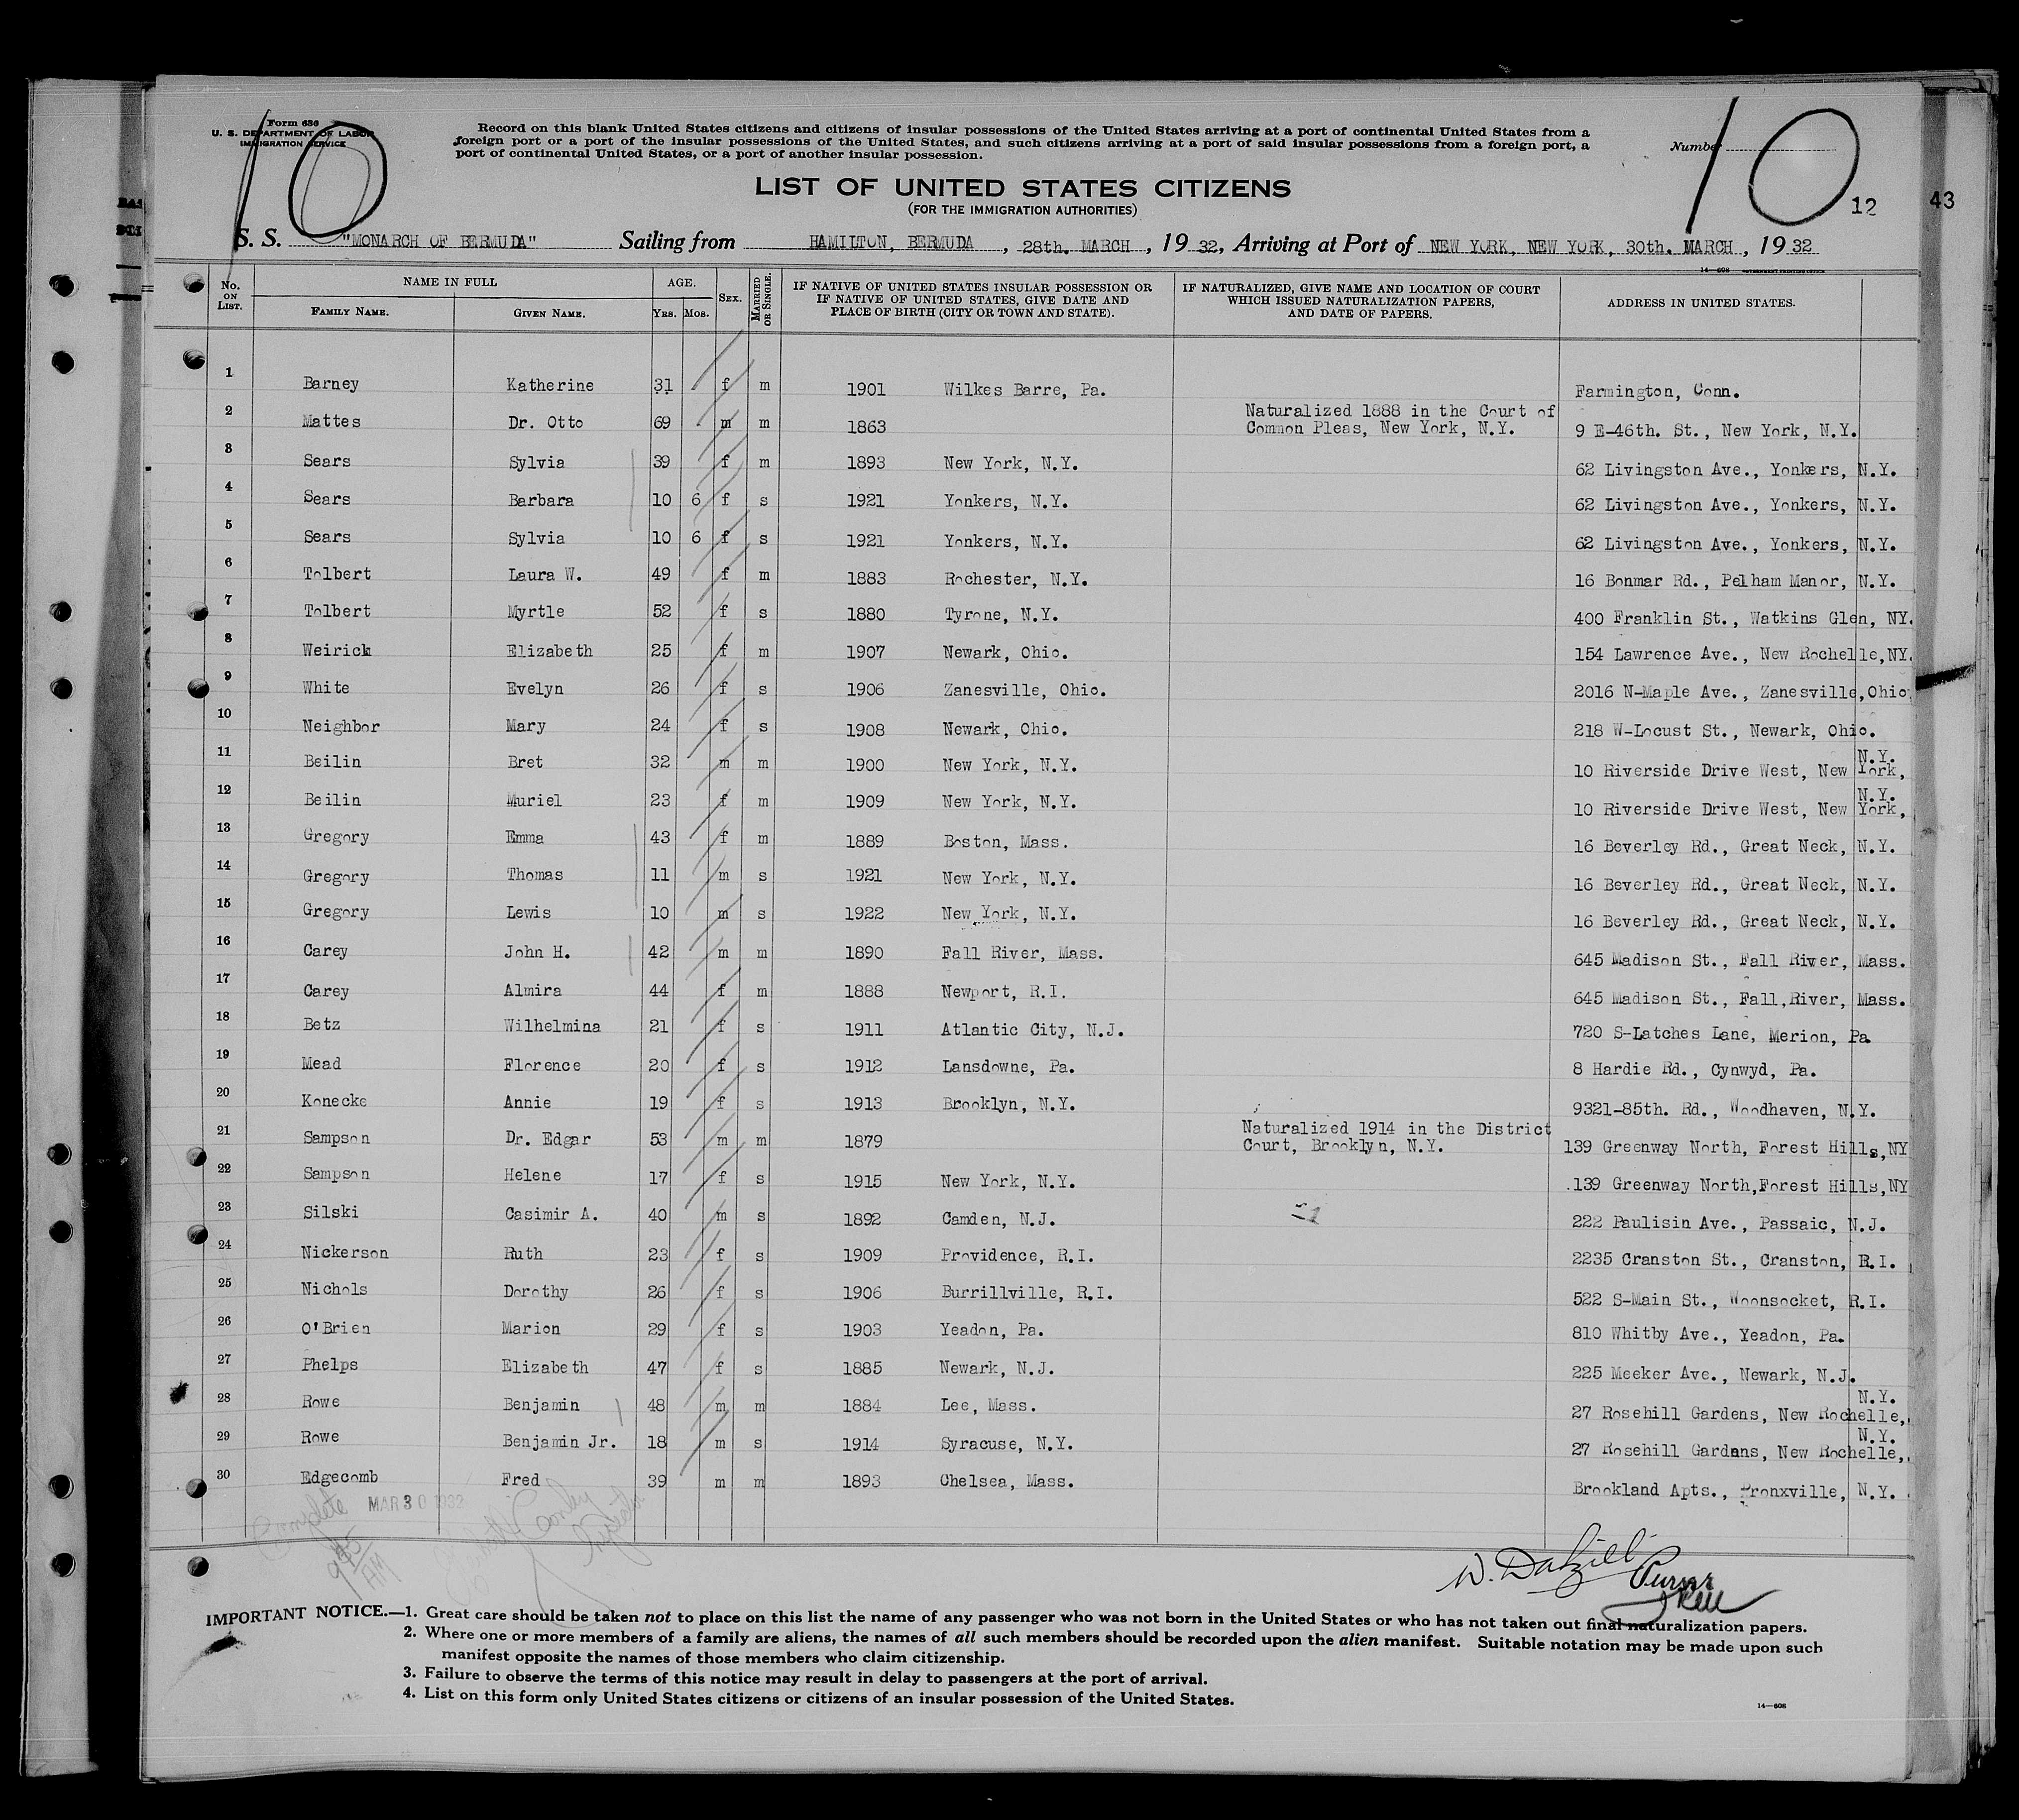 Form 630
U. S. DEPARTMENT OF LABOR
IMMIGRATION SERVICE
10
Record on this blank United States citizens and citizens of insular possessions of the United States arriving at a port of continental United States from a
foreign port or a port of the insular possessions of the United States, and such citizens arriving at a port of said insular possessions from a foreign port, a
port of continental United States, or a port of another insular possession.
Number
10
12
43
LIST OF UNITED STATES CITIZENS
(FOR THE IMMIGRATION AUTHORITIES)
S. S. "MONARCH OF BERMUDA" Sailing from HAMILTON, BERMUDA, 28th. MARCH, 19 32, Arriving at Port of NEW YORK, NEW YORK, 30th. MARCH, 19 32
14—608 GOVERNMENT PRINTING OFFICE
No. ON LIST. NAME IN FULL FAMILY NAME. GIVEN NAME. AGE. YRS. MOS. SEX. MARRIED OR SINGLE. IF NATIVE OF UNITED STATES INSULAR POSSESSION OR IF NATIVE OF UNITED STATES, GIVE DATE AND PLACE OF BIRTH (CITY OR TOWN AND STATE). IF NATURALIZED, GIVE NAME AND LOCATION OF COURT WHICH ISSUED NATURALIZATION PAPERS, AND DATE OF PAPERS. ADDRESS IN UNITED STATES.
1 Barney Katherine 31 f m 1901 Wilkes Barre, Pa. Farmington, Conn.
2 Mattes Dr. Otto 69 m m 1863 Naturalized 1888 in the Court of Common Pleas, New York, N.Y. 9 E-46th. St., New York, N.Y.
3 Sears Sylvia 39 f m 1893 New York, N.Y. 62 Livingston Ave., Yonkers, N.Y.
4 Sears Barbara 10 6 f s 1921 Yonkers, N.Y. 62 Livingston Ave., Yonkers, N.Y.
5 Sears Sylvia 10 6 f s 1921 Yonkers, N.Y. 62 Livingston Ave., Yonkers, N.Y.
6 Tolbert Laura W. 49 f m 1883 Rochester, N.Y. 16 Bonmar Rd., Pelham Manor, N.Y.
7 Tolbert Myrtle 52 f s 1880 Tyrone, N.Y. 400 Franklin St., Watkins Glen, NY.
8 Weirick Elizabeth 25 f m 1907 Newark, Ohio. 154 Lawrence Ave., New Rochelle,NY.
9 White Evelyn 26 f s 1906 Zanesville, Ohio. 2016 N-Maple Ave., Zanesville,Ohio.
10 Neighbor Mary 24 f s 1908 Newark, Ohio. 218 W-Locust St., Newark, Ohio.
11 Beilin Bret 32 m m 1900 New York, N.Y. 10 Riverside Drive West, New York, N.Y.
12 Beilin Muriel 23 f m 1909 New York, N.Y. 10 Riverside Drive West, New York, N.Y.
13 Gregory Emma 43 f m 1889 Boston, Mass. 16 Beverley Rd., Great Neck, N.Y.
14 Gregory Thomas 11 m s 1921 New York, N.Y. 16 Beverley Rd., Great Neck, N.Y.
15 Gregory Lewis 10 m s 1922 New York, N.Y. 16 Beverley Rd., Great Neck, N.Y.
16 Carey John H. 42 m m 1890 Fall River, Mass. 645 Madison St., Fall River, Mass.
17 Carey Almira 44 f m 1888 Newport, R.I. 645 Madison St., Fall,River, Mass.
18 Betz Wilhelmina 21 f s 1911 Atlantic City, N.J. 720 S-Latches Lane, Merion, Pa.
19 Mead Florence 20 f s 1912 Lansdowne, Pa. 8 Hardie Rd., Cynwyd, Pa.
20 Konecke Annie 19 f s 1913 Brooklyn, N.Y. 9321-85th. Rd., Woodhaven, N.Y.
21 Sampson Dr. Edgar 53 m m 1879 Naturalized 1914 in the District Court, Brooklyn, N.Y. 139 Greenway North, Forest Hills,NY
22 Sampson Helene 17 f s 1915 New York, N.Y. 139 Greenway North,Forest Hills,NY
23 Silski Casimir A. 40 m s 1892 Camden, N.J. 222 Paulisin Ave., Passaic, N.J.
24 Nickerson Ruth 23 f s 1909 Providence, R.I. 2235 Cranston St., Cranston, R.I.
25 Nichols Dorothy 26 f s 1906 Burrillville, R.I. 522 S-Main St., Woonsocket, R.I.
26 O'Brien Marion 29 f s 1903 Yeadon, Pa. 810 Whitby Ave., Yeadon, Pa.
27 Phelps Elizabeth 47 f s 1885 Newark, N.J. 225 Meeker Ave., Newark, N.J.
28 Rowe Benjamin 48 m m 1884 Lee, Mass. 27 Rosehill Gardens, New Rochelle, N.Y.
29 Rowe Benjamin Jr. 18 m s 1914 Syracuse, N.Y. 27 Rosehill Gardens, New Rochelle, N.Y.
30 Edgecomb Fred 39 m m 1893 Chelsea, Mass. Brookland Apts., Bronxville, N.Y.
Complete MAR 30 1932
945 AM
W. Dalzill Purser
IMPORTANT NOTICE.—1. Great care should be taken not to place on this list the name of any passenger who was not born in the United States or who has not taken out final naturalization papers.
2. Where one or more members of a family are aliens, the names of all such members should be recorded upon the alien manifest. Suitable notation may be made upon such
manifest opposite the names of those members who claim citizenship.
3. Failure to observe the terms of this notice may result in delay to passengers at the port of arrival.
4. List on this form only United States citizens or citizens of an insular possession of the United States.
14—608